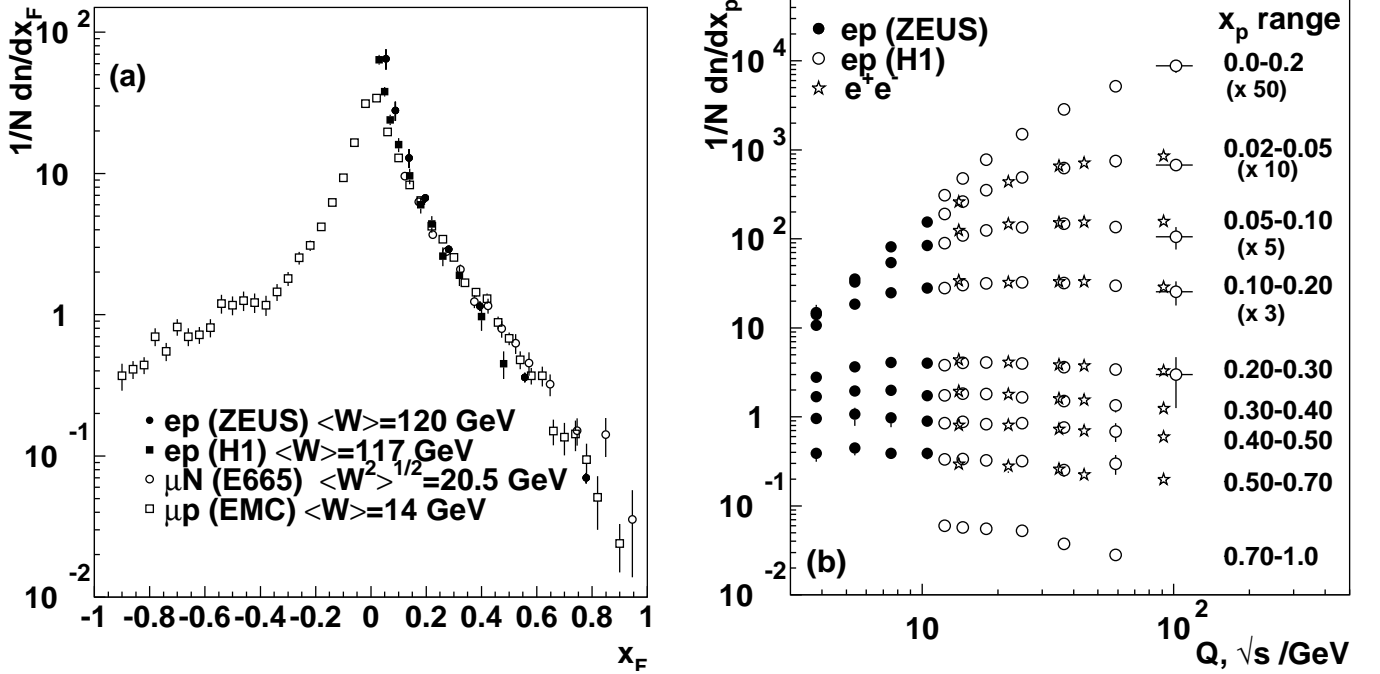 1/N dn/dx_F
10^2
10
1
10^-1
10^-2
(a)
ep (ZEUS) <W>=120 GeV
ep (H1) <W>=117 GeV
μN (E665) <W^2>^1/2=20.5 GeV
μp (EMC) <W>=14 GeV
-1 -0.8 -0.6 -0.4 -0.2 0 0.2 0.4 0.6 0.8 1
x_F
1/N dn/dx_p
10^4
10^3
10^2
10
1
10^-1
10^-2
ep (ZEUS)
ep (H1)
e^+e^-
x_p range
0.0-0.2
(x 50)
0.02-0.05
(x 10)
0.05-0.10
(x 5)
0.10-0.20
(x 3)
0.20-0.30
0.30-0.40
0.40-0.50
0.50-0.70
0.70-1.0
(b)
10 10^2
Q, √s /GeV